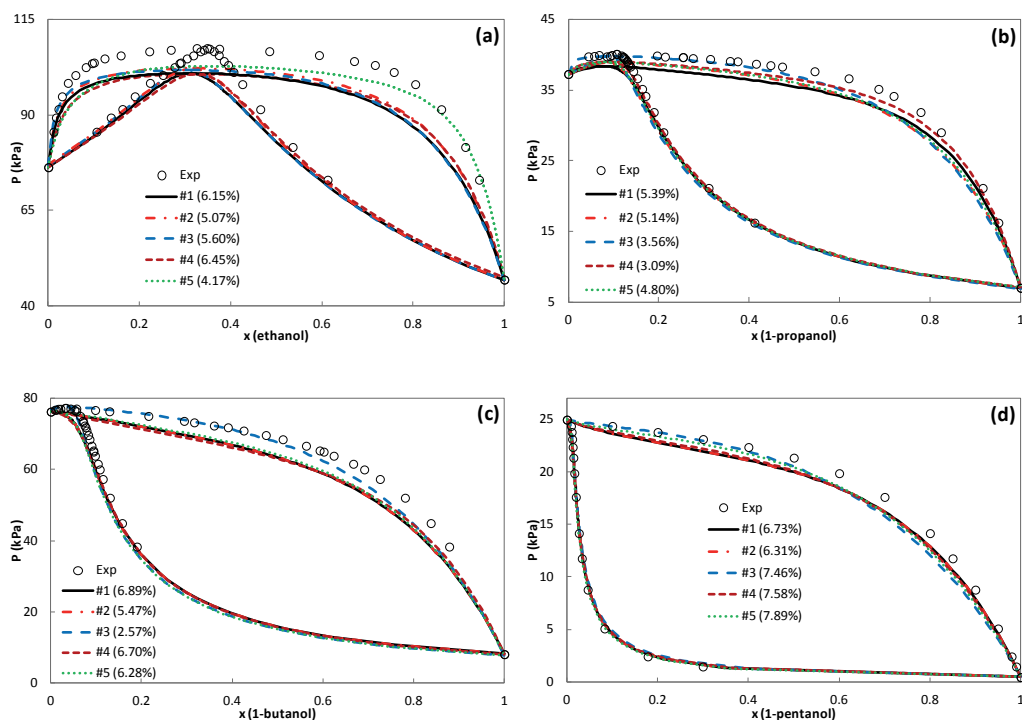 (a)
115
90
65
40
P (kPa)
Exp
#1 (6.15%)
#2 (5.07%)
#3 (5.60%)
#4 (6.45%)
#5 (4.17%)
0 0.2 0.4 0.6 0.8 1
x (ethanol)
(b)
45
35
25
15
5
P (kPa)
Exp
#1 (5.39%)
#2 (5.14%)
#3 (3.56%)
#4 (3.09%)
#5 (4.80%)
0 0.2 0.4 0.6 0.8 1
x (1-propanol)
(c)
80
60
40
20
0
P (kPa)
Exp
#1 (6.89%)
#2 (5.47%)
#3 (2.57%)
#4 (6.70%)
#5 (6.28%)
0 0.2 0.4 0.6 0.8 1
x (1-butanol)
(d)
30
25
20
15
10
5
0
P (kPa)
Exp
#1 (6.73%)
#2 (6.31%)
#3 (7.46%)
#4 (7.58%)
#5 (7.89%)
0 0.2 0.4 0.6 0.8 1
x (1-pentanol)